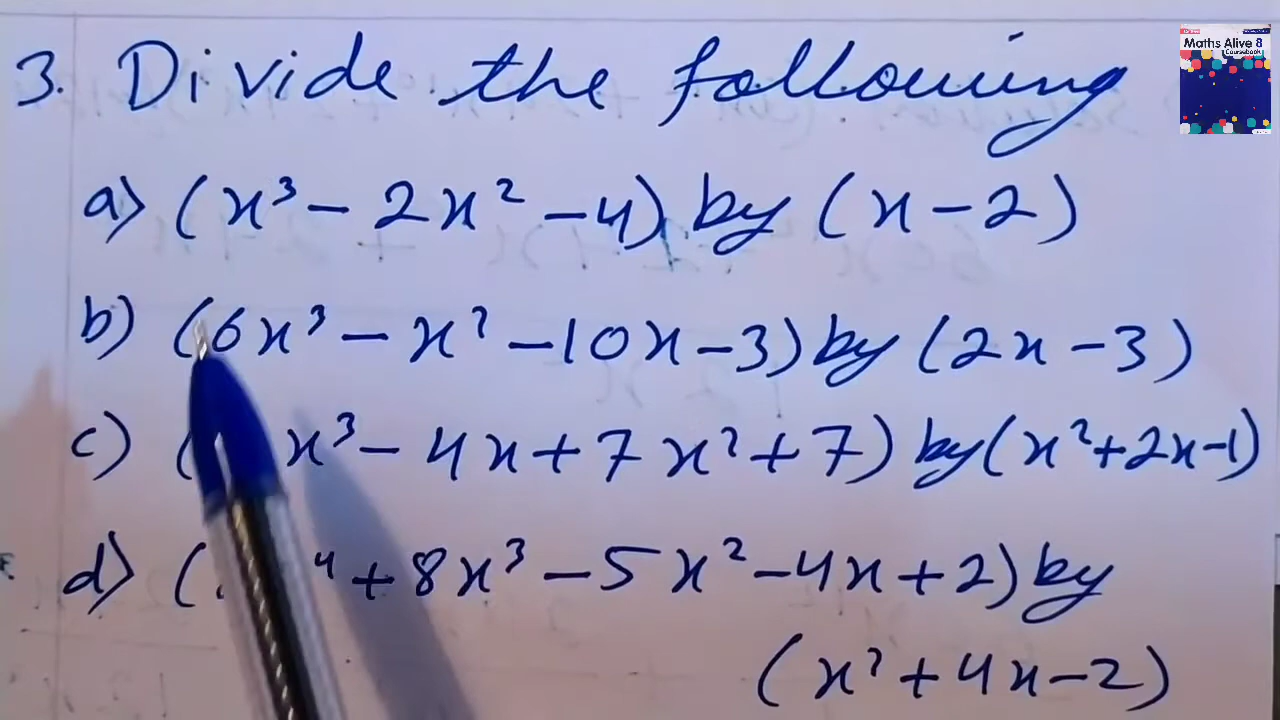 Maths Alive 8
Coursebook
3. Divide the following
a) (x³ - 2x² - 4) by (x - 2)
b) (6x³ - x² - 10x - 3) by (2x - 3)
c) ( x³ - 4x + 7x² + 7) by (x² + 2x - 1)
d) ( ⁴ + 8x³ - 5x² - 4x + 2) by
(x² + 4x - 2)